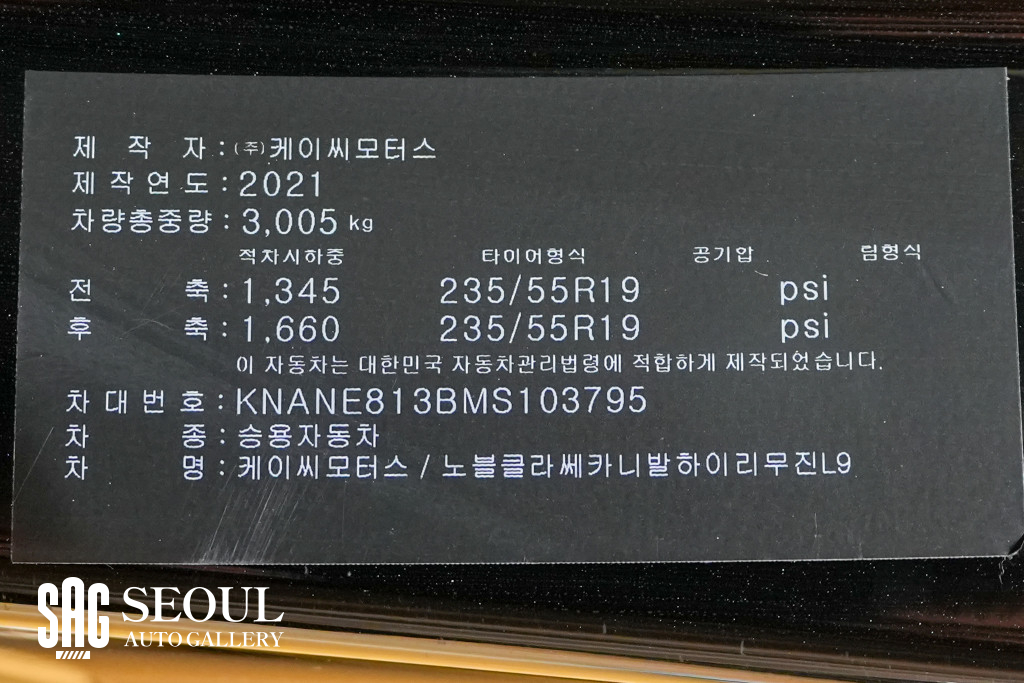 제 작 자 : (주)케이씨모터스
제작연도 : 2021
차량총중량 : 3,005 kg
적차시하중 타이어형식 공기압 림형식
전 축 : 1,345 235/55R19 psi
후 축 : 1,660 235/55R19 psi
이 자동차는 대한민국 자동차관리법령에 적합하게 제작되었습니다.
차대번호 : KNANE813BMS103795
차 종 : 승용자동차
차 명 : 케이씨모터스 / 노블클라쎄카니발하이리무진L9
SAG SEOUL
AUTO GALLERY